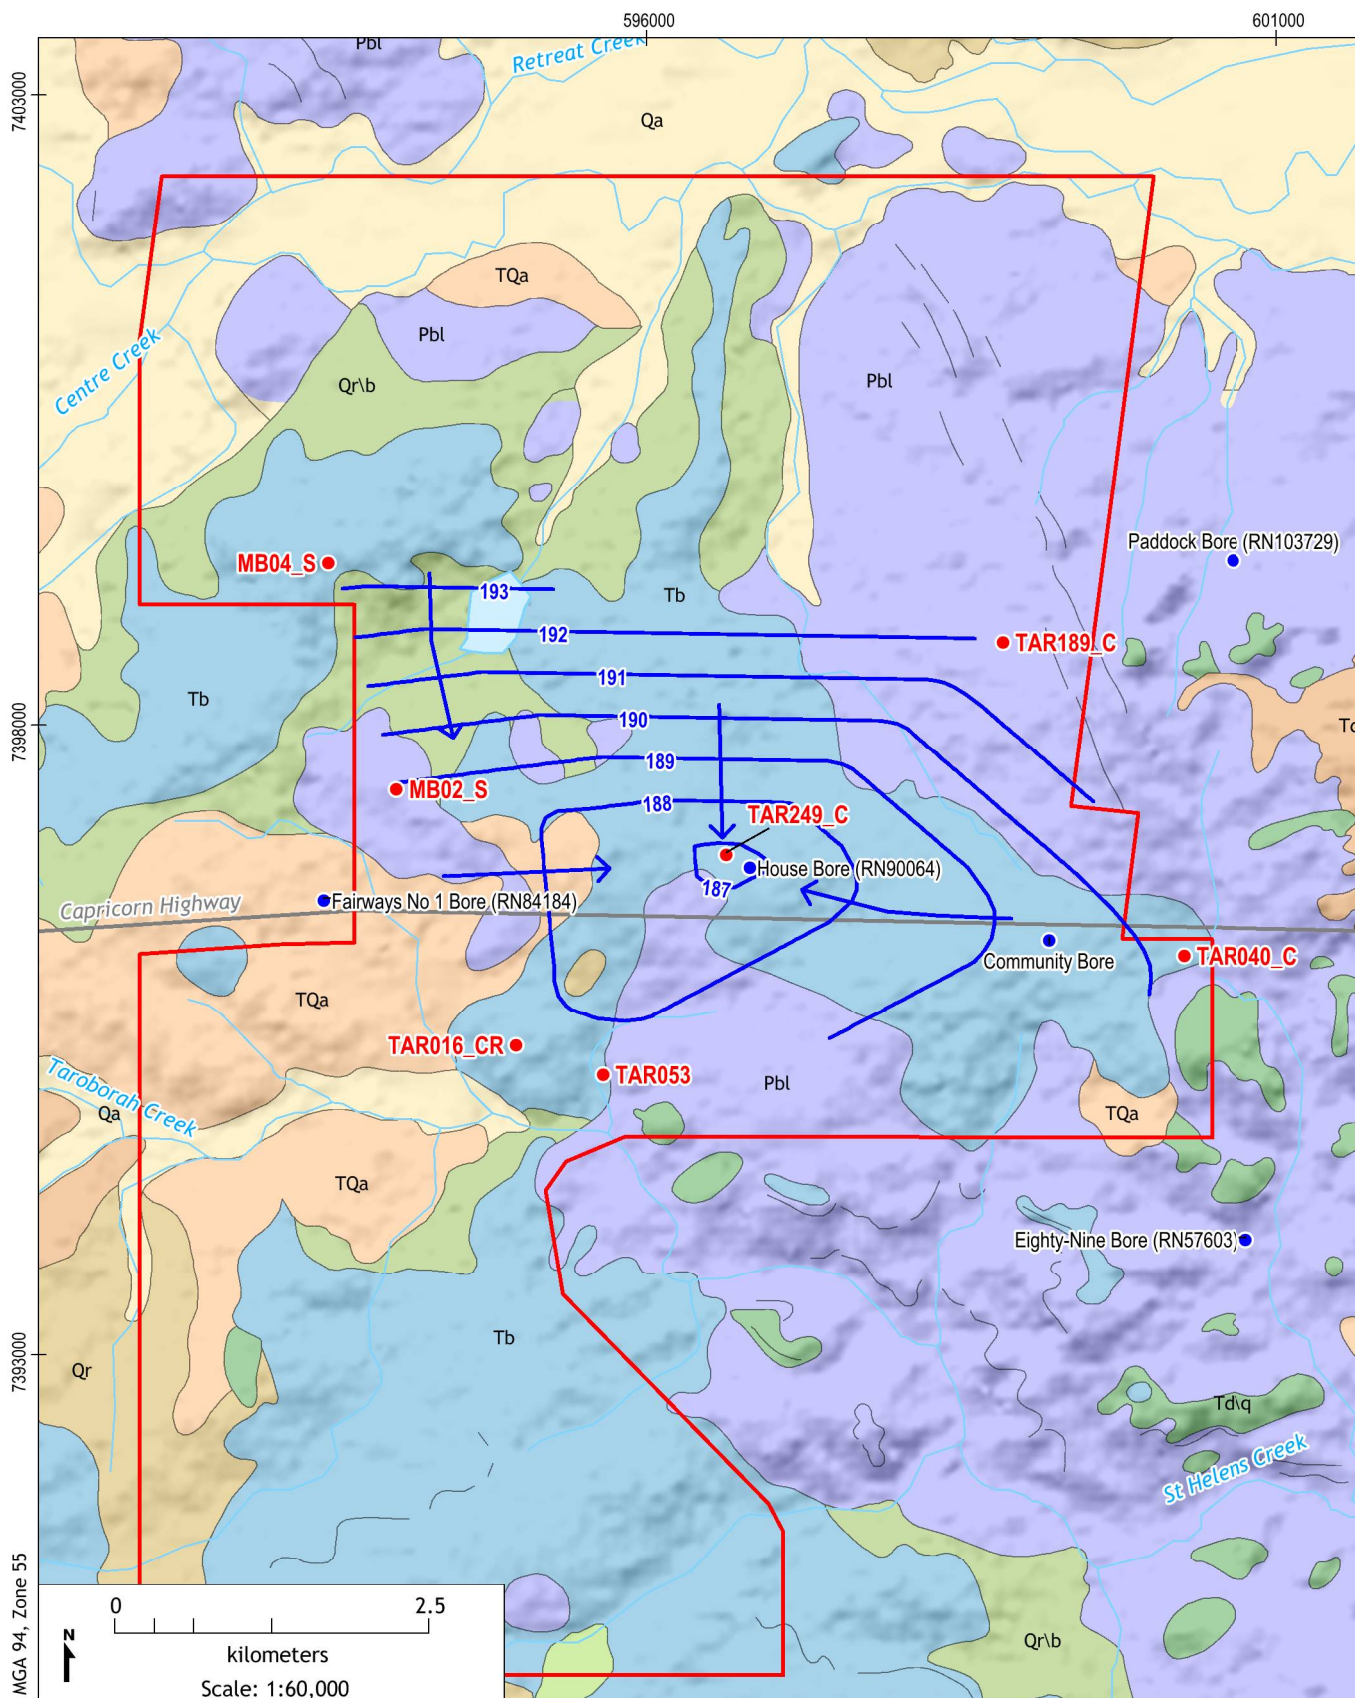 596000
601000
7403000
Pbl
Retreat Creek
Qa
TQa
Pbl
Centre Creek
Qr\b
Pbl
Paddock Bore (RN103729)
MB04_S
193
Tb
192
TAR189_C
191
Tb
7398000
190
189
MB02_S
188
TAR249_C
House Bore (RN90064)
187
Fairways No 1 Bore (RN84184)
Capricorn Highway
Community Bore
TAR040_C
TQa
TAR016_CR
TAR053
Taroborah Creek
Pbl
Qa
TQa
TQa
Eighty-Nine Bore (RN57603)
Tb
7393000
Qr
Td\q
St Helens Creek
MGA 94, Zone 55
0 2.5
kilometers
Scale: 1:60,000
N
Qr\b